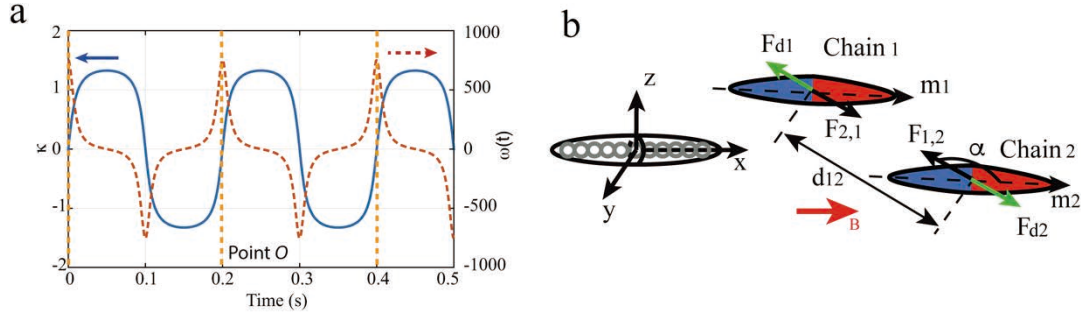 a
2
1
0
-1
-2
κ
1000
500
0
-500
-1000
ω(t)
Point O
0
0.1
0.2
0.3
0.4
0.5
Time (s)
b
z
x
y
Fd1
Chain 1
m1
F2,1
F1,2
α
Chain 2
d12
m2
B
Fd2